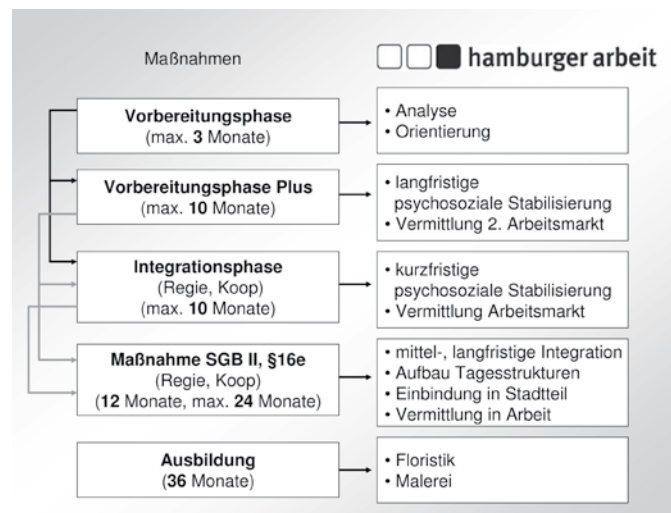 Maßnahmen
hamburger arbeit
Vorbereitungsphase
(max. 3 Monate)
• Analyse
• Orientierung
Vorbereitungsphase Plus
(max. 10 Monate)
• langfristige
psychosoziale Stabilisierung
• Vermittlung 2. Arbeitsmarkt
Integrationsphase
(Regie, Koop)
(max. 10 Monate)
• kurzfristige
psychosoziale Stabilisierung
• Vermittlung Arbeitsmarkt
Maßnahme SGB II, §16e
(Regie, Koop)
(12 Monate, max. 24 Monate)
• mittel-, langfristige Integration
• Aufbau Tagesstrukturen
• Einbindung in Stadtteil
• Vermittlung in Arbeit
Ausbildung
(36 Monate)
• Floristik
• Malerei